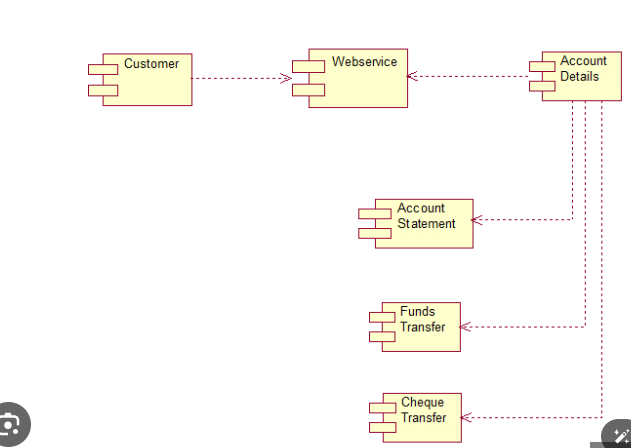 Customer
Webservice
Account
Details
Account
Statement
Funds
Transfer
Cheque
Transfer